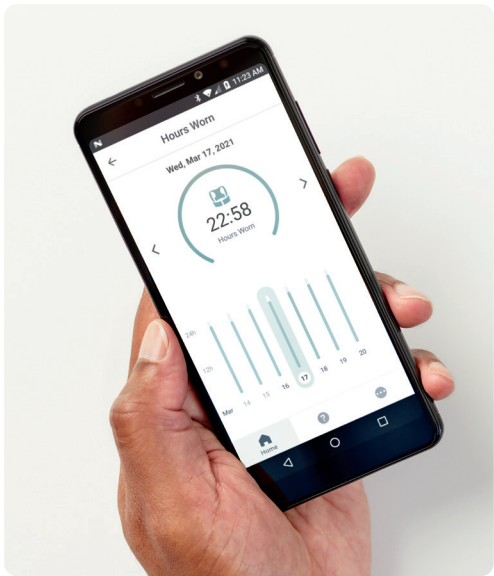 11:23 AM
Hours Worn
Wed, Mar 17, 2021
22:58
Hours Worn
24h
12h
Mar 14 15 16 17 18 19 20
Home
?